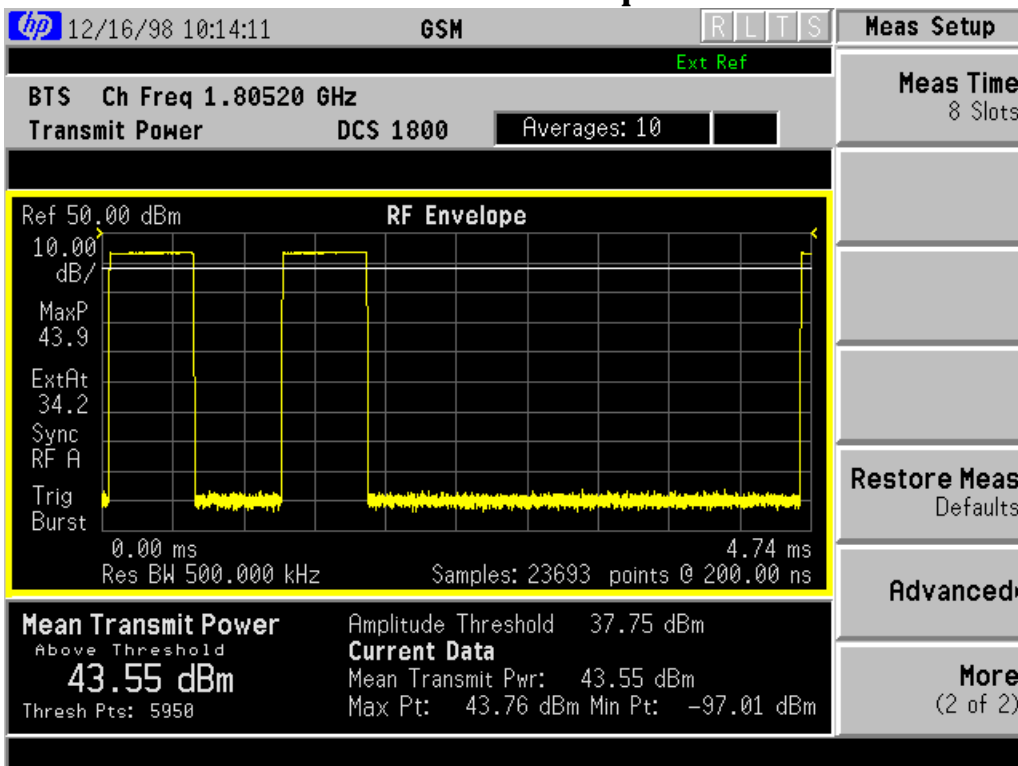 hp 12/16/98 10:14:11 GSM R L T S Meas Setup
Ext Ref
BTS Ch Freq 1.80520 GHz
Transmit Power DCS 1800 Averages: 10
Meas Time
8 Slots
Ref 50.00 dBm RF Envelope
10.00
dB/
MaxP
43.9
ExtAt
34.2
Sync
RF A
Trig
Burst
0.00 ms 4.74 ms
Res BW 500.000 kHz Samples: 23693 points @ 200.00 ns
Mean Transmit Power
Above Threshold
43.55 dBm
Thresh Pts: 5950
Amplitude Threshold 37.75 dBm
Current Data
Mean Transmit Pwr: 43.55 dBm
Max Pt: 43.76 dBm Min Pt: -97.01 dBm
Restore Meas
Defaults
Advanced
More
(2 of 2)